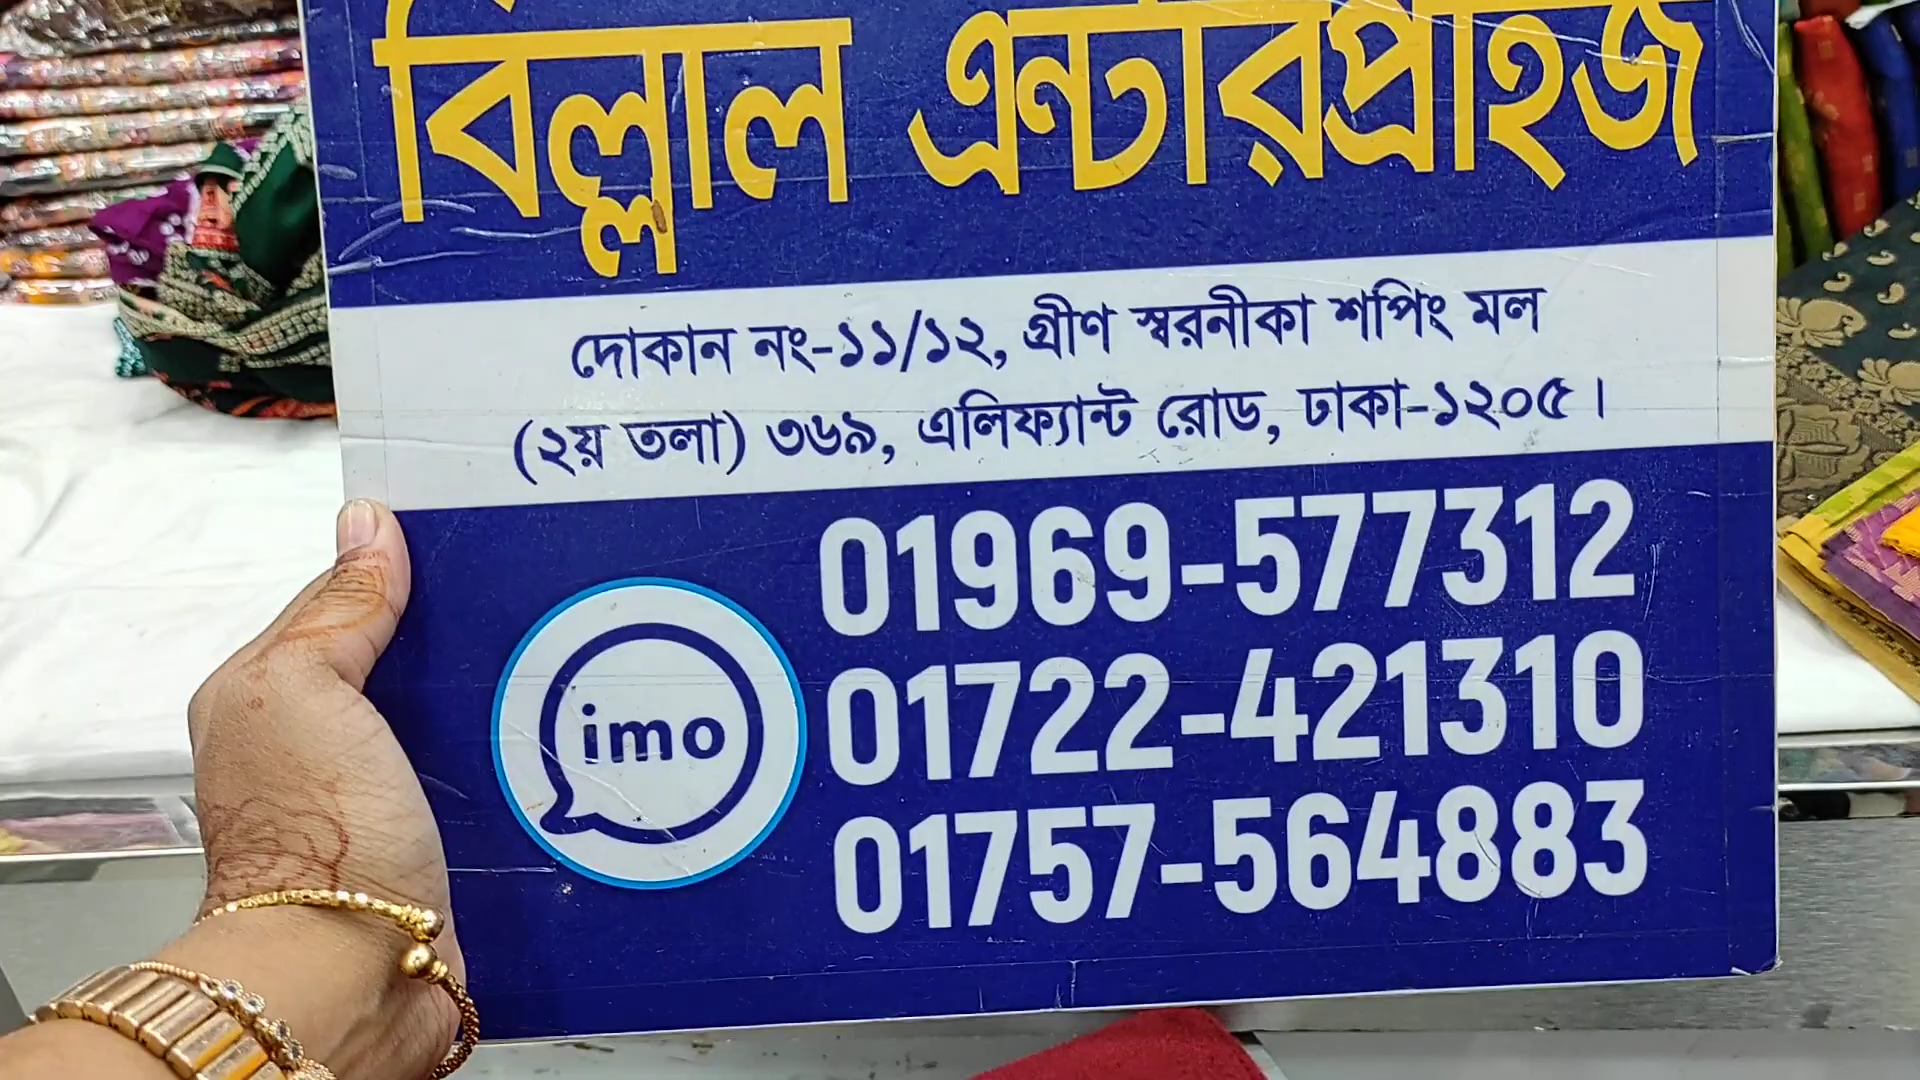 বিল্লাল এন্টারপ্রাইজ
দোকান নং-১১/১২, গ্রীণ স্বরনীকা শপিং মল
(২য় তলা) ৩৬৯, এলিফ্যান্ট রোড, ঢাকা-১২০৫।
01969-577312
imo
01722-421310
01757-564883